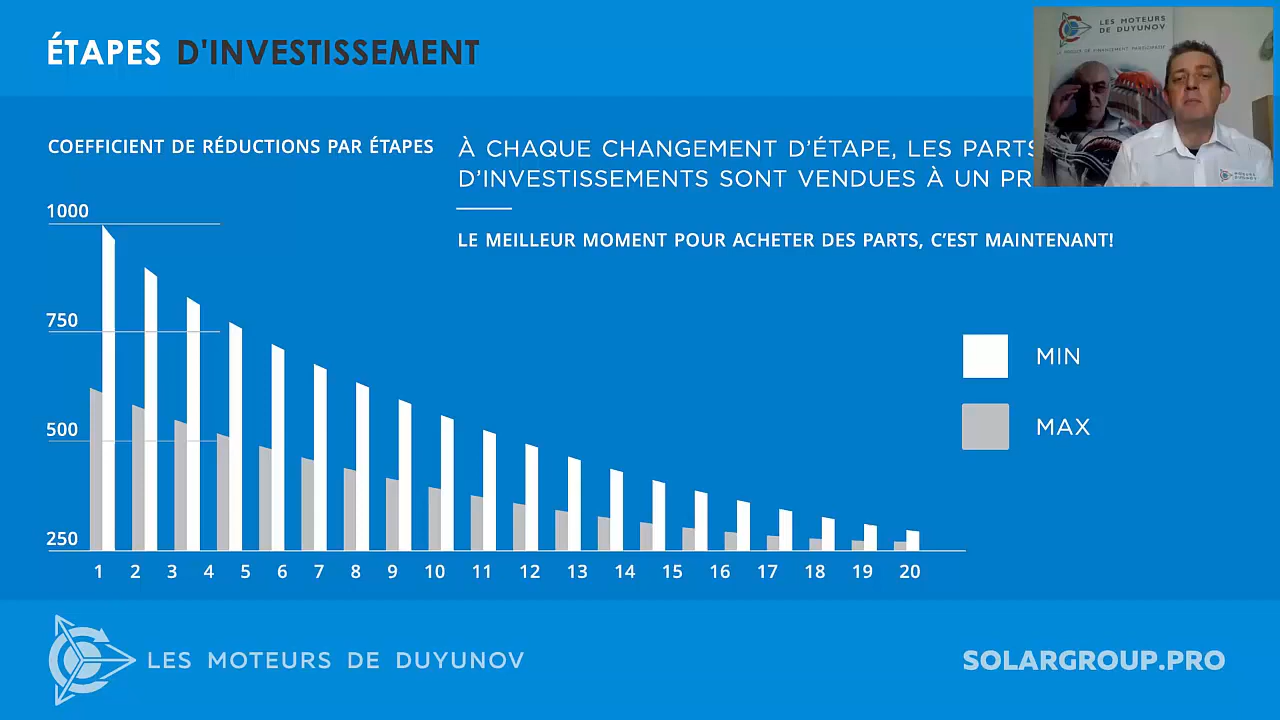 ÉTAPES D'INVESTISSEMENT
LES MOTEURS
DE DUYUNOV
COEFFICIENT DE RÉDUCTIONS PAR ÉTAPES
À CHAQUE CHANGEMENT D'ÉTAPE, LES PARTS
D'INVESTISSEMENTS SONT VENDUES À UN PR
LE MEILLEUR MOMENT POUR ACHETER DES PARTS, C'EST MAINTENANT!
1000
750
500
250
MIN
MAX
1 2 3 4 5 6 7 8 9 10 11 12 13 14 15 16 17 18 19 20
LES MOTEURS DE DUYUNOV
SOLARGROUP.PRO